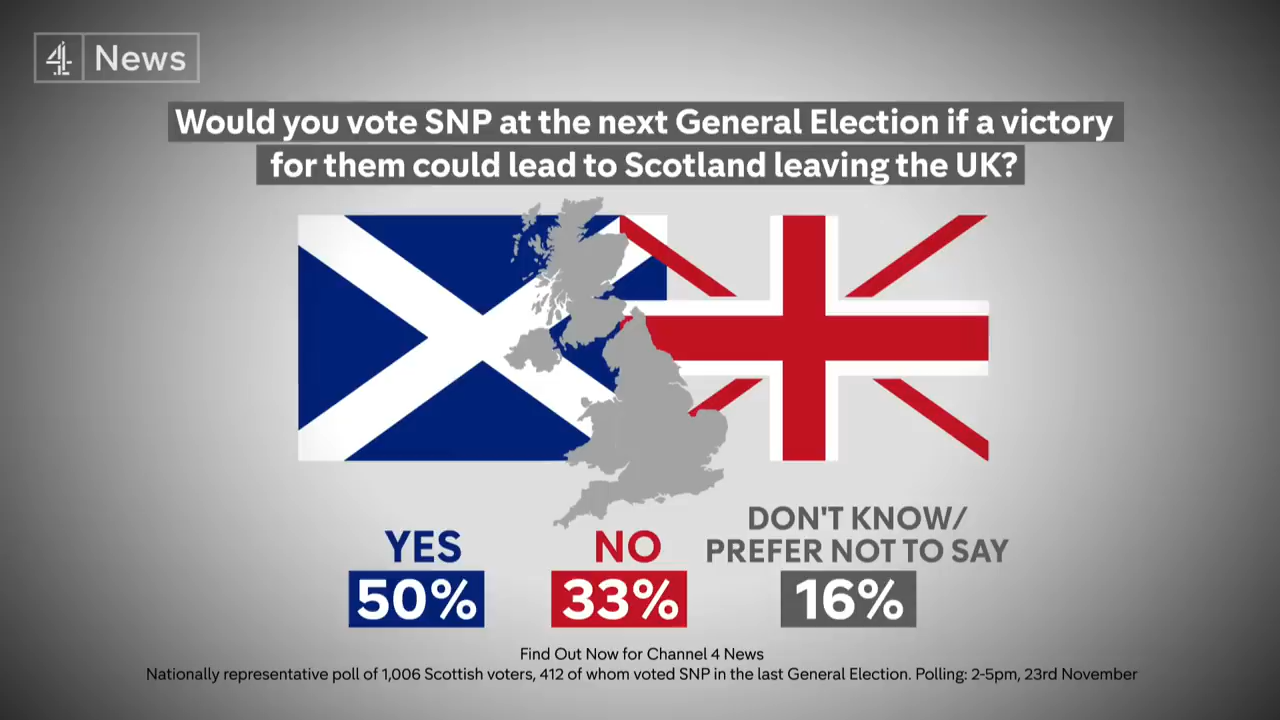 4 News
Would you vote SNP at the next General Election if a victory
for them could lead to Scotland leaving the UK?
DON'T KNOW/
YES NO PREFER NOT TO SAY
50% 33% 16%
Find Out Now for Channel 4 News
Nationally representative poll of 1,006 Scottish voters, 412 of whom voted SNP in the last General Election. Polling: 2-5pm, 23rd November